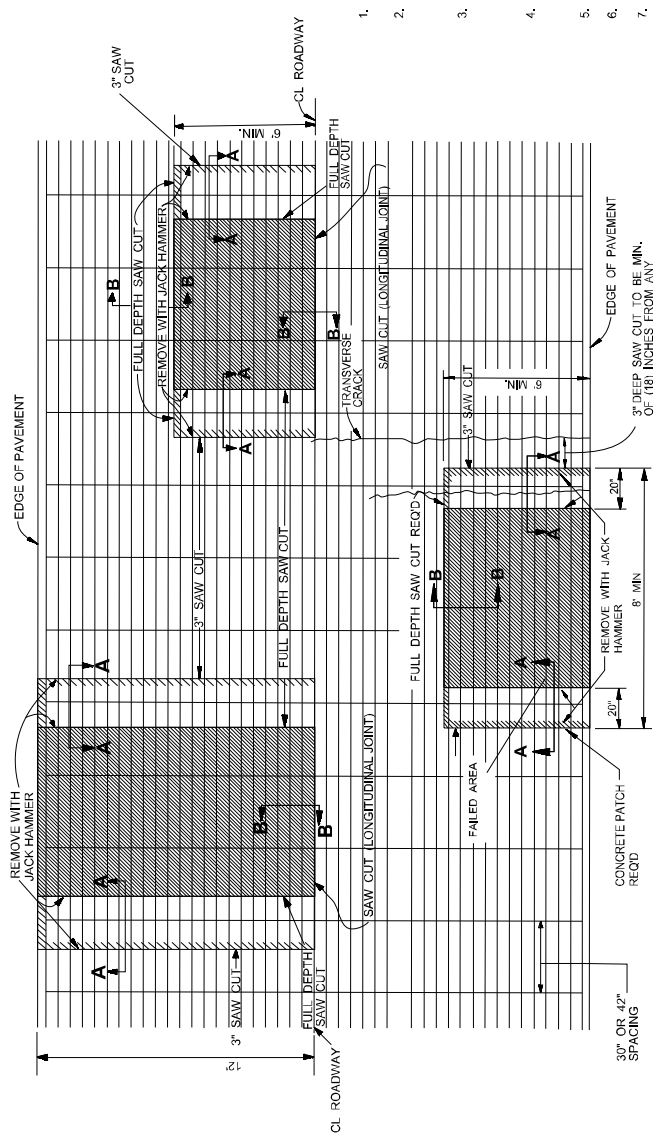 EDGE OF PAVEMENT
REMOVE WITH
JACK HAMMER
A
A
A
A
12'
3" SAW CUT
FULL DEPTH
SAW CUT
CL ROADWAY
B
B
SAW CUT (LONGITUDINAL JOINT)
3" SAW CUT
FULL DEPTH SAW CUT
FULL DEPTH SAW CUT
B
B
REMOVE WITH JACK HAMMER
A
A
A
A
3" SAW
CUT
6' MIN.
CL ROADWAY
B
B
FULL DEPTH
SAW CUT
SAW CUT (LONGITUDINAL JOINT)
TRANSVERSE
CRACK
FULL DEPTH SAW CUT REQ'D
B
B
3" SAW CUT
6' MIN.
A
A
A
A
FAILED AREA
REMOVE WITH JACK
HAMMER
20"
20"
8' MIN
CONCRETE PATCH
REQ'D
30" OR 42"
SPACING
EDGE OF PAVEMENT
3" DEEP SAW CUT TO BE MIN.
OF (18) INCHES FROM ANY
1.
2.
3.
4.
5.
6.
7.